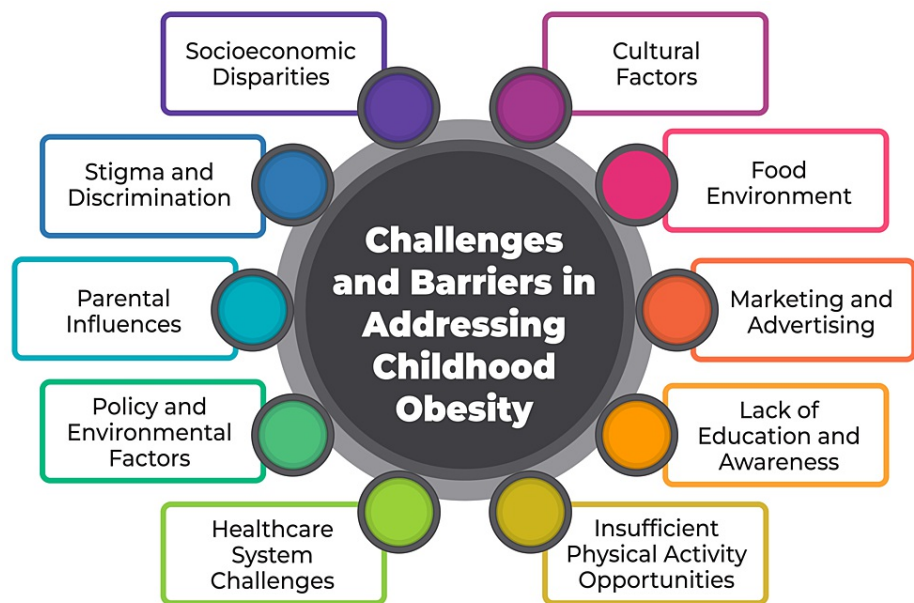 Socioeconomic
Disparities
Cultural
Factors
Stigma and
Discrimination
Food
Environment
Challenges
and Barriers in
Addressing
Childhood
Obesity
Parental
Influences
Marketing and
Advertising
Policy and
Environmental
Factors
Lack of
Education and
Awareness
Healthcare
System
Challenges
Insufficient
Physical Activity
Opportunities